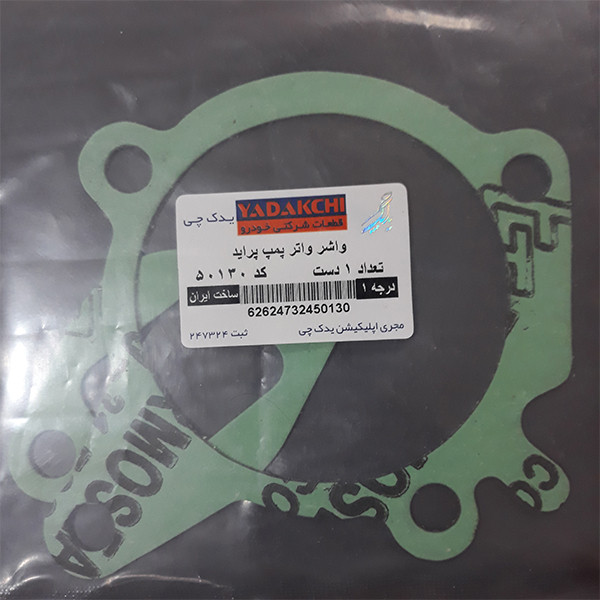 YADAKCHI یدک چی
قطعات شرکتی خودرو
واشر واتر پمپ پراید
تعداد ۱ دست کد ۵۰۱۳۰
درجه ۱ ساخت ایران
62624732450130
مجری اپلیکیشن یدک چی ثبت ۲۴۷۳۲۴